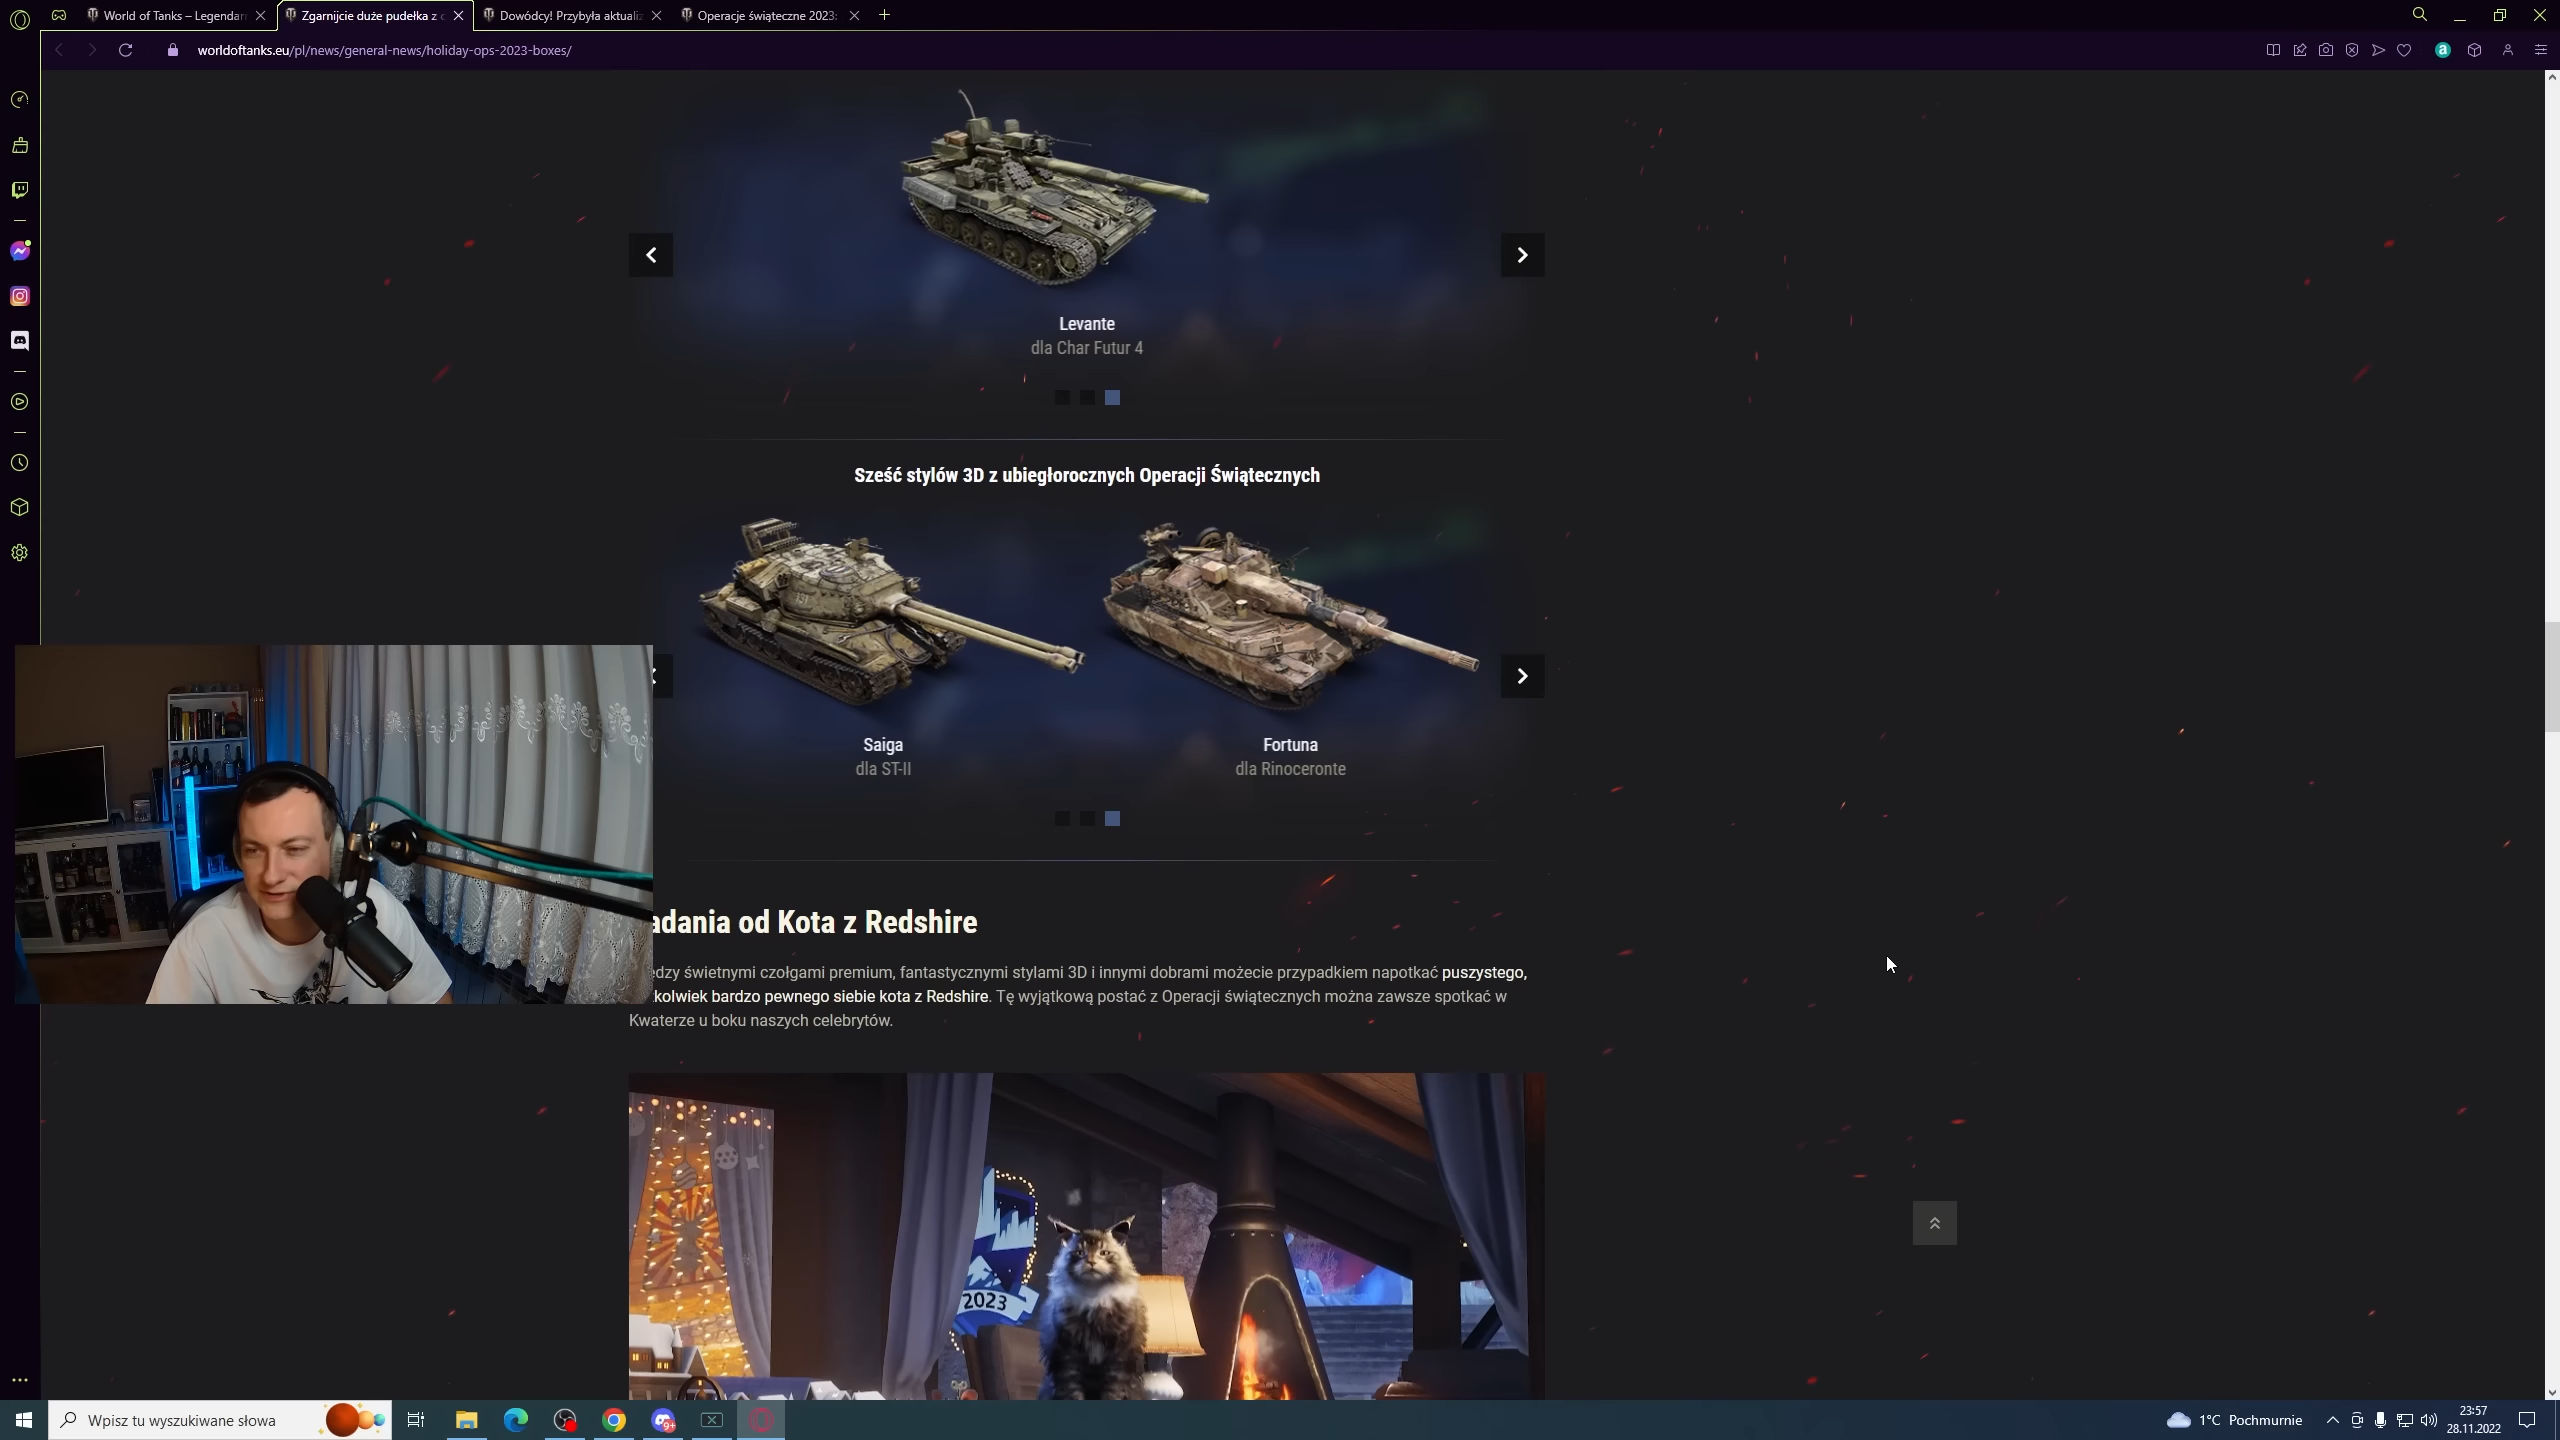 World of Tanks – Legendarn
Zgarnijcie duże pudełka z c
Dowódcy! Przybyła aktualiz
Operacje świąteczne 2023:
worldoftanks.eu/pl/news/general-news/holiday-ops-2023-boxes/
Levante
dla Char Futur 4
Sześć stylów 3D z ubiegłorocznych Operacji Świątecznych
Saiga
dla ST-II
Fortuna
dla Rinoceronte
adania od Kota z Redshire
edzy świetnymi czołgami premium, fantastycznymi stylami 3D i innymi dobrami możecie przypadkiem napotkać puszystego,
kolwiek bardzo pewnego siebie kota z Redshire. Tę wyjątkową postać z Operacji świątecznych można zawsze spotkać w
Kwaterze u boku naszych celebrytów.
2023
Wpisz tu wyszukiwane słowa
9+
1°C Pochmurnie
23:57
28.11.2022